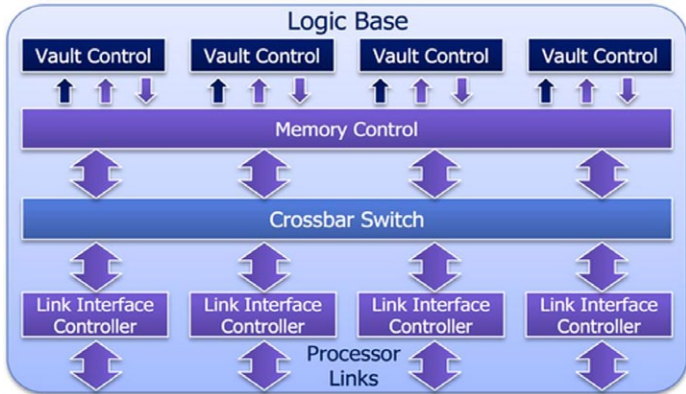 Logic Base
Vault Control
Vault Control
Vault Control
Vault Control
Memory Control
Crossbar Switch
Link Interface
Controller
Link Interface
Controller
Link Interface
Controller
Link Interface
Controller
Processor
Links